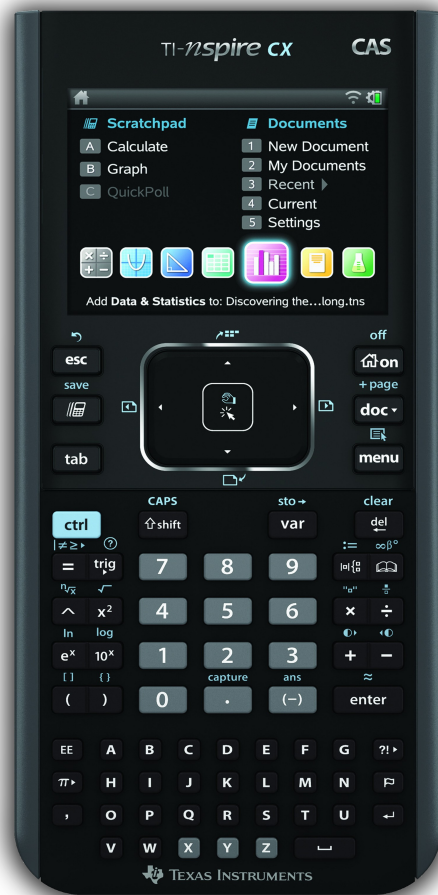 TI-nspire CX CAS
Scratchpad
A Calculate
B Graph
C QuickPoll
Documents
1 New Document
2 My Documents
3 Recent
4 Current
5 Settings
Add Data & Statistics to: Discovering the...long.tns
off
esc
on
save
+ page
doc
tab
menu
CAPS
sto→
clear
ctrl
shift
var
del
|≠≥▸ ? := ∞β°
= trig 7 8 9 |□|{
ⁿ√x √ "□"
^ x² 4 5 6 × ÷
ln log
eˣ 10ˣ 1 2 3 + −
[ ] { } capture ans ≈
( ) 0 . (−) enter
EE A B C D E F G ?!▸
π▸ H I J K L M N
, O P Q R S T U
V W X Y Z
TEXAS INSTRUMENTS